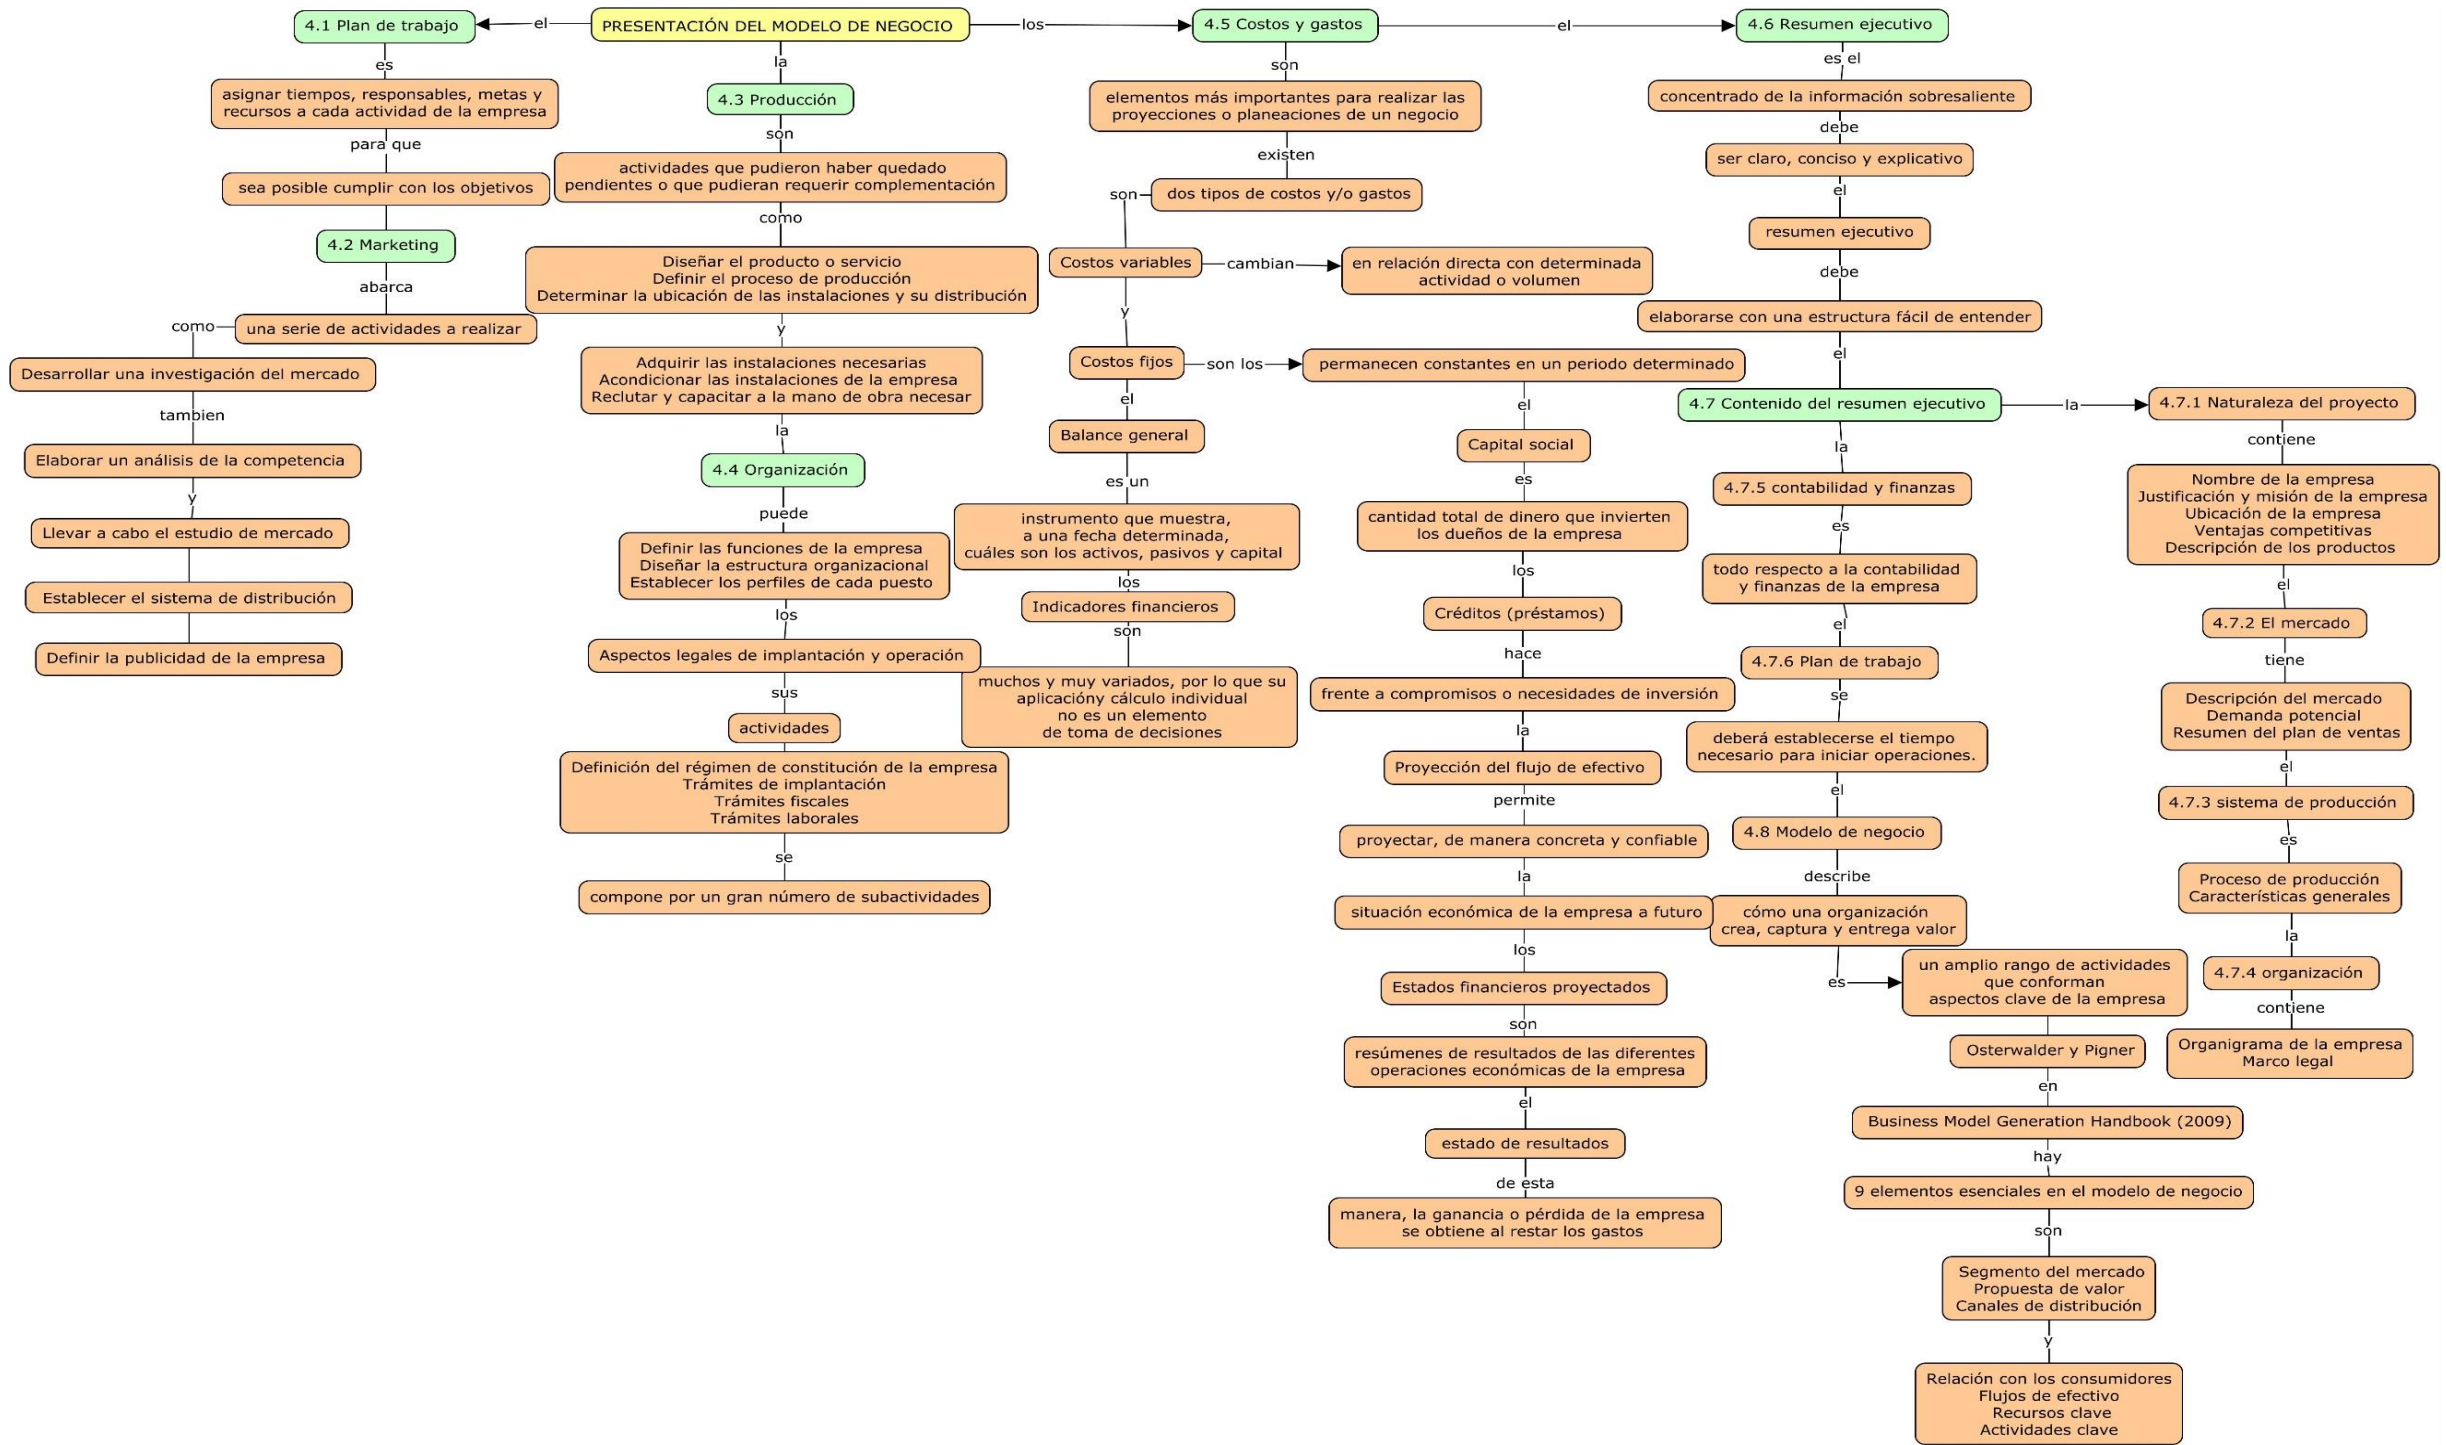 PRESENTACIÓN DEL MODELO DE NEGOCIO
el
4.1 Plan de trabajo
es
asignar tiempos, responsables, metas y
recursos a cada actividad de la empresa
para que
sea posible cumplir con los objetivos
4.2 Marketing
abarca
una serie de actividades a realizar
como
Desarrollar una investigación del mercado
tambien
Elaborar un análisis de la competencia
y
Llevar a cabo el estudio de mercado
Establecer el sistema de distribución
Definir la publicidad de la empresa
la
4.3 Producción
son
actividades que pudieron haber quedado
pendientes o que pudieran requerir complementación
como
Diseñar el producto o servicio
Definir el proceso de producción
Determinar la ubicación de las instalaciones y su distribución
y
Adquirir las instalaciones necesarias
Acondicionar las instalaciones de la empresa
Reclutar y capacitar a la mano de obra necesar
la
4.4 Organización
puede
Definir las funciones de la empresa
Diseñar la estructura organizacional
Establecer los perfiles de cada puesto
los
Aspectos legales de implantación y operación
sus
actividades
Definición del régimen de constitución de la empresa
Trámites de implantación
Trámites fiscales
Trámites laborales
se
compone por un gran número de subactividades
los
4.5 Costos y gastos
son
elementos más importantes para realizar las
proyecciones o planeaciones de un negocio
existen
dos tipos de costos y/o gastos
son
Costos variables
cambian
en relación directa con determinada
actividad o volumen
y
Costos fijos
son los
permanecen constantes en un periodo determinado
el
Balance general
es un
instrumento que muestra,
a una fecha determinada,
cuáles son los activos, pasivos y capital
los
Indicadores financieros
son
muchos y muy variados, por lo que su
aplicacióny cálculo individual
no es un elemento
de toma de decisiones
el
Capital social
es
cantidad total de dinero que invierten
los dueños de la empresa
los
Créditos (préstamos)
hace
frente a compromisos o necesidades de inversión
la
Proyección del flujo de efectivo
permite
proyectar, de manera concreta y confiable
la
situación económica de la empresa a futuro
los
Estados financieros proyectados
son
resúmenes de resultados de las diferentes
operaciones económicas de la empresa
el
estado de resultados
de esta
manera, la ganancia o pérdida de la empresa
se obtiene al restar los gastos
el
4.6 Resumen ejecutivo
es el
concentrado de la información sobresaliente
debe
ser claro, conciso y explicativo
el
resumen ejecutivo
debe
elaborarse con una estructura fácil de entender
el
4.7 Contenido del resumen ejecutivo
la
4.7.5 contabilidad y finanzas
es
todo respecto a la contabilidad
y finanzas de la empresa
el
4.7.6 Plan de trabajo
se
deberá establecerse el tiempo
necesario para iniciar operaciones.
el
4.8 Modelo de negocio
describe
cómo una organización
crea, captura y entrega valor
es
un amplio rango de actividades
que conforman
aspectos clave de la empresa
Osterwalder y Pigner
en
Business Model Generation Handbook (2009)
hay
9 elementos esenciales en el modelo de negocio
son
Segmento del mercado
Propuesta de valor
Canales de distribución
y
Relación con los consumidores
Flujos de efectivo
Recursos clave
Actividades clave
la
4.7.1 Naturaleza del proyecto
contiene
Nombre de la empresa
Justificación y misión de la empresa
Ubicación de la empresa
Ventajas competitivas
Descripción de los productos
el
4.7.2 El mercado
tiene
Descripción del mercado
Demanda potencial
Resumen del plan de ventas
el
4.7.3 sistema de producción
es
Proceso de producción
Características generales
la
4.7.4 organización
contiene
Organigrama de la empresa
Marco legal